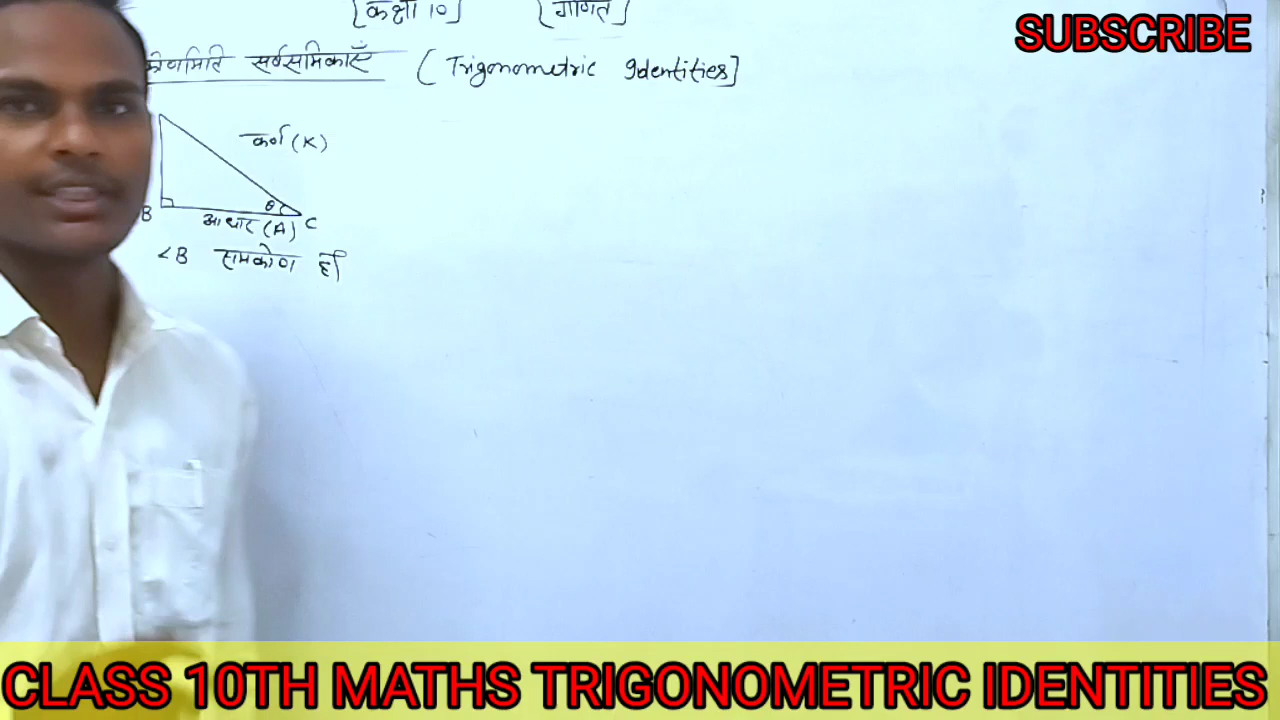 [कक्षा 10] [गणित]
SUBSCRIBE
त्रिकोणमिति सर्वसमिकाएँ (Trigonometric Identities]
कर्ण (K)
θ
B आधार (A) C
∠B समकोण है
CLASS 10TH MATHS TRIGONOMETRIC IDENTITIES